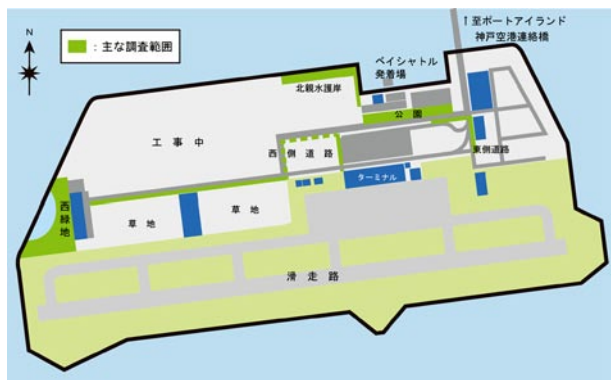 N
：主な調査範囲
↑至ポートアイランド
神戸空港連絡橋
ベイシャトル
発着場
北親水護岸
公園
工事中
西側道路
東側道路
ターミナル
西緑地
草地
草地
滑走路